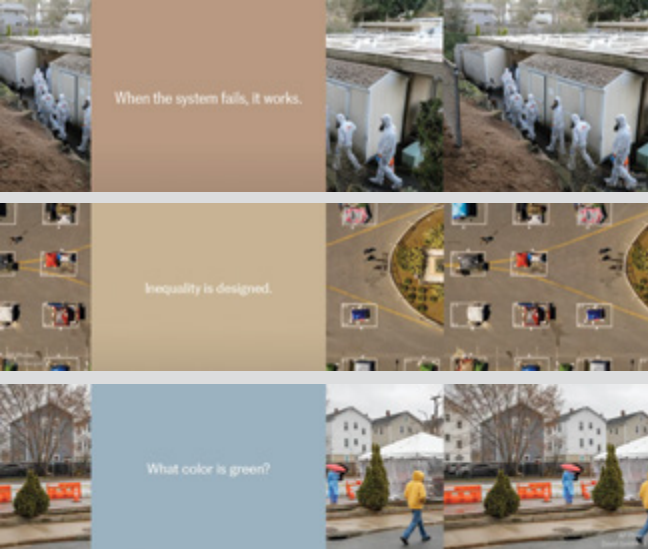 When the system fails, it works.
Inequality is designed.
What color is green?